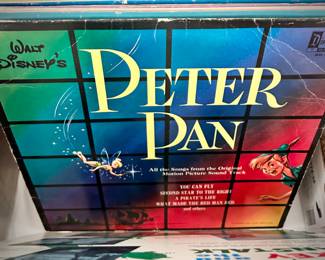 WALT
DISNEY'S
PETER
PAN
All the Songs from the Original
Motion Picture Sound Track
YOU CAN FLY
SECOND STAR TO THE RIGHT
A PIRATE'S LIFE
WHAT MADE THE RED MAN RED
and others